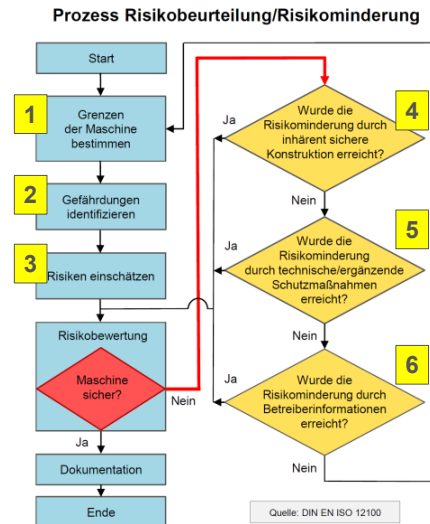 Prozess Risikobeurteilung/Risikominderung
Start
1
Grenzen
der Maschine
bestimmen
2
Gefährdungen
identifizieren
3
Risiken einschätzen
Risikobewertung
Maschine
sicher?
Nein
Ja
Dokumentation
Ende
4
Ja
Wurde die
Risikominderung durch
inhärent sichere
Konstruktion erreicht?
Nein
5
Ja
Wurde die
Risikominderung
durch technische/ergänzende
Schutzmaßnahmen
erreicht?
Nein
6
Ja
Wurde die
Risikominderung durch
Betreiberinformationen
erreicht?
Nein
Quelle: DIN EN ISO 12100